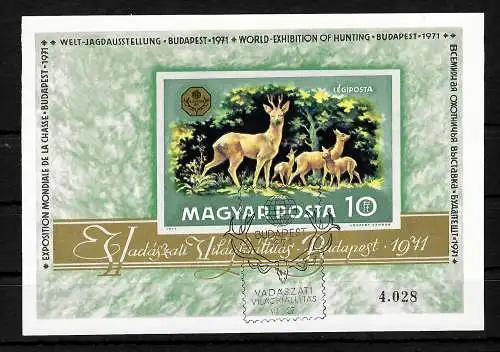 WELT-JAGDAUSSTELLUNG · BUDAPEST · 1971 ☆ WORLD-EXHIBITION OF HUNTING · BUDAPEST · 1971
EXPOSITION MONDIALE DE LA CHASSE · BUDAPEST · 1971
ВСЕМИРНАЯ ОХОТНИЧЬЯ ВЫСТАВКА · БУДАПЕШТ · 1971
LÉGIPOSTA
MAGYAR POSTA 10 Ft
1971
Vadászati Világkiállítás · Budapest · 1971
BUDAPEST
VADÁSZATI
VILÁGKIÁLLÍTÁS
4.028